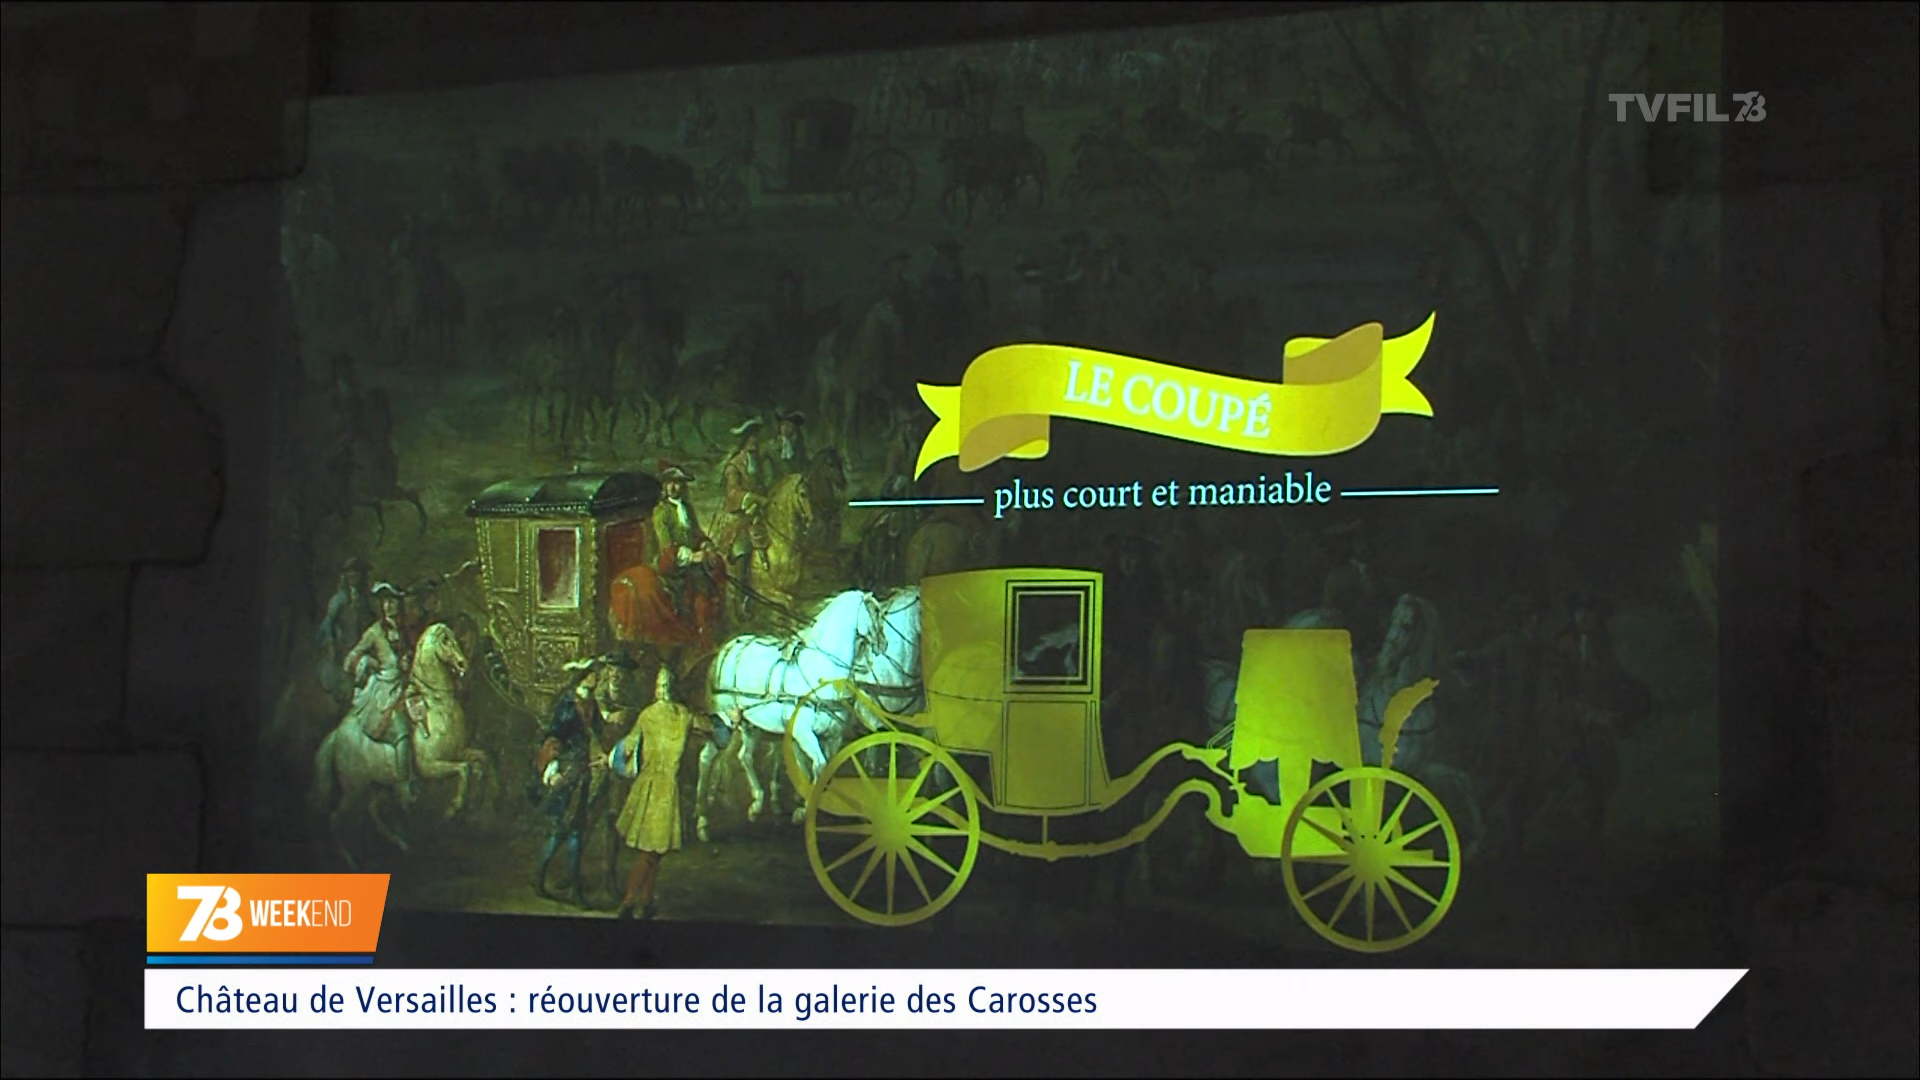 TVFIL78
LE COUPÉ
plus court et maniable
78 WEEKEND
Château de Versailles : réouverture de la galerie des Carosses